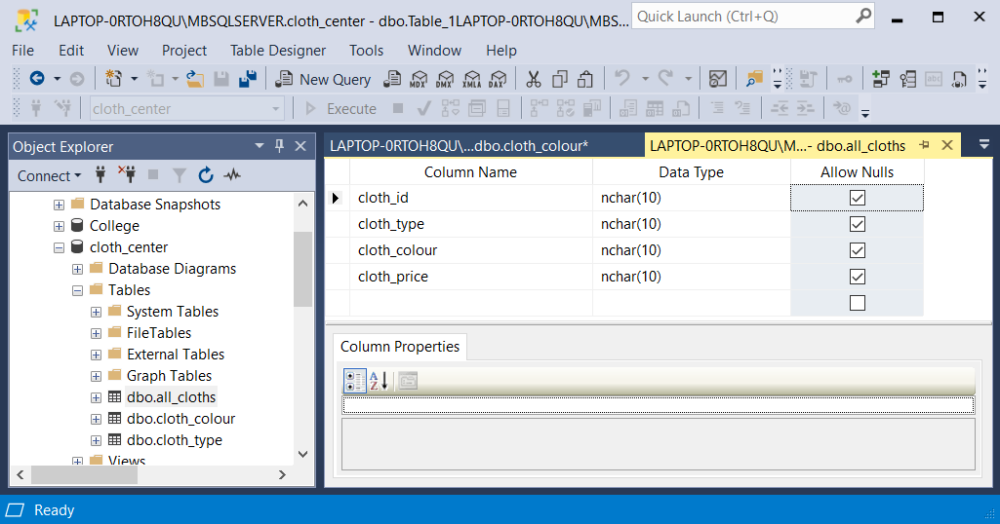 LAPTOP-0RTOH8QU\MBSQLSERVER.cloth_center - dbo.Table_1LAPTOP-0RTOH8QU\MBS...
Quick Launch (Ctrl+Q)
File Edit View Project Table Designer Tools Window Help
New Query MDX DMX XMLA DAX
cloth_center Execute
Object Explorer
LAPTOP-0RTOH8QU\...dbo.cloth_colour*
LAPTOP-0RTOH8QU\M...- dbo.all_cloths
Connect
Database Snapshots
College
cloth_center
Database Diagrams
Tables
System Tables
FileTables
External Tables
Graph Tables
dbo.all_cloths
dbo.cloth_colour
dbo.cloth_type
Views
Column Name Data Type Allow Nulls
cloth_id nchar(10)
cloth_type nchar(10)
cloth_colour nchar(10)
cloth_price nchar(10)
Column Properties
A
Z
Ready